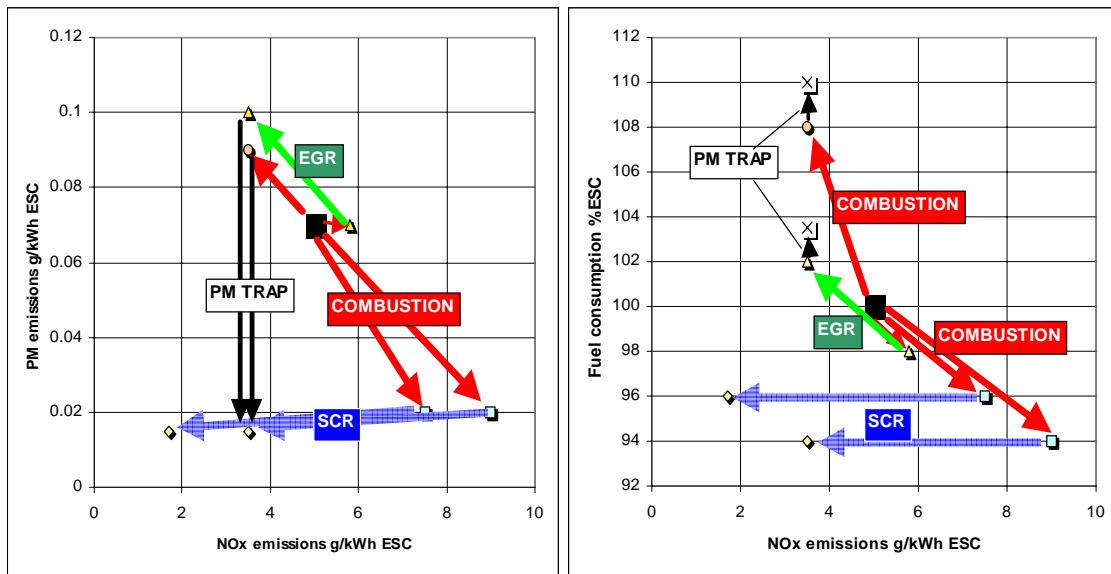 0.12
0.1
0.08
0.06
0.04
0.02
0
0 2 4 6 8 10
PM emissions g/kWh ESC
NOx emissions g/kWh ESC
EGR
PM TRAP
COMBUSTION
SCR
112
110
108
106
104
102
100
98
96
94
92
0 2 4 6 8 10
Fuel consumption %ESC
NOx emissions g/kWh ESC
PM TRAP
COMBUSTION
EGR
COMBUSTION
SCR